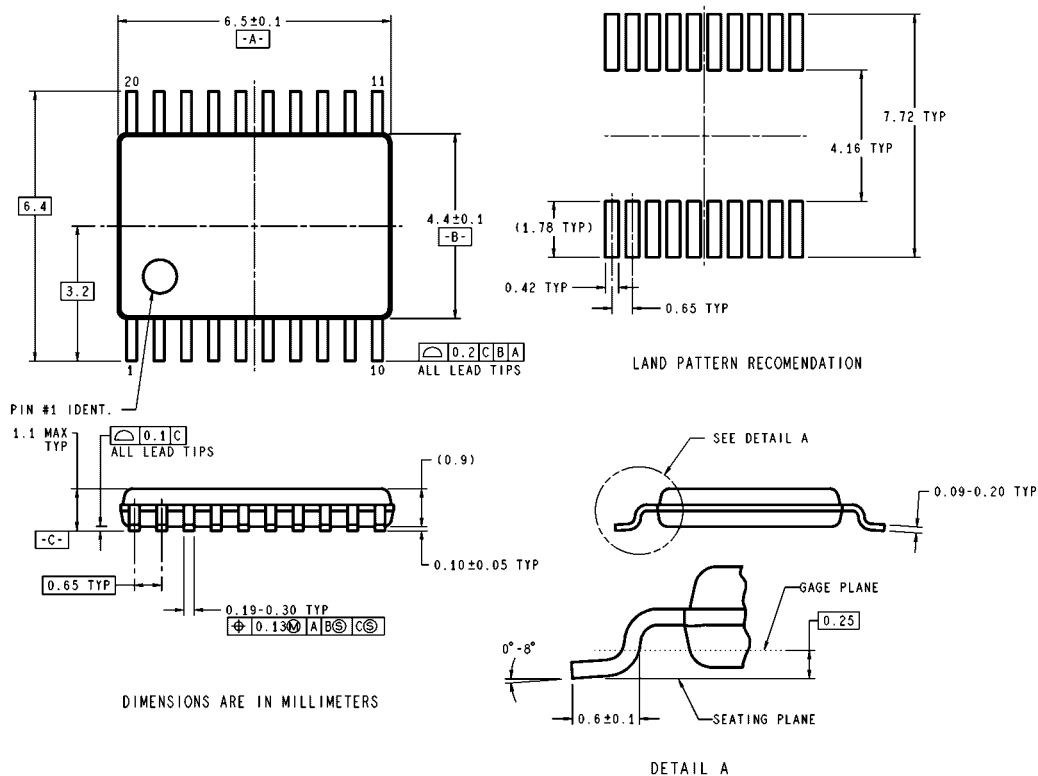 6.5±0.1
-A-
20
11
6.4
3.2
4.4±0.1
-B-
1
10
⌓ 0.2 C B A
ALL LEAD TIPS
PIN #1 IDENT.
7.72 TYP
4.16 TYP
(1.78 TYP)
0.42 TYP
0.65 TYP
LAND PATTERN RECOMENDATION
1.1 MAX
TYP
⌓ 0.1 C
ALL LEAD TIPS
(0.9)
-C-
0.65 TYP
0.10±0.05 TYP
0.19-0.30 TYP
⌖ 0.13Ⓜ A BⓈ CⓈ
DIMENSIONS ARE IN MILLIMETERS
SEE DETAIL A
0.09-0.20 TYP
GAGE PLANE
0.25
0°-8°
0.6±0.1
SEATING PLANE
DETAIL A